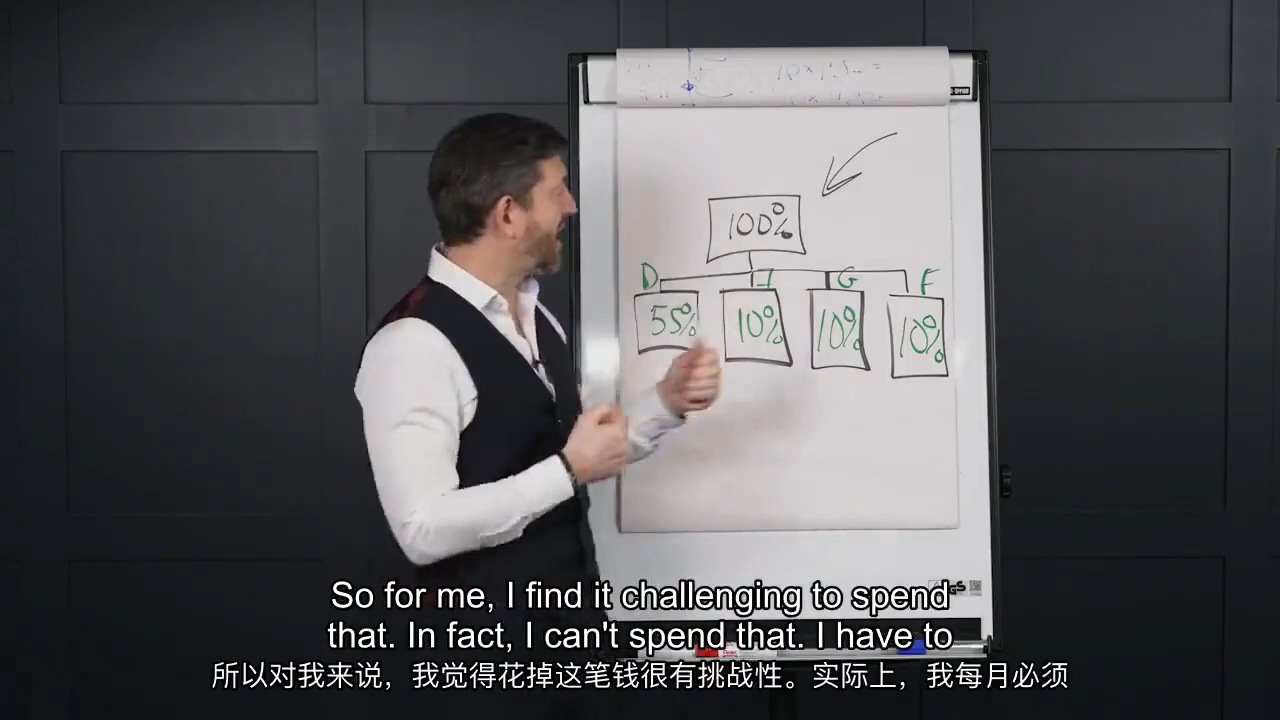 100%
D I G F
55% 10% 10% 10%
So for me, I find it challenging to spend
that. In fact, I can't spend that. I have to
所以对我来说，我觉得花掉这笔钱很有挑战性。实际上，我每月必须